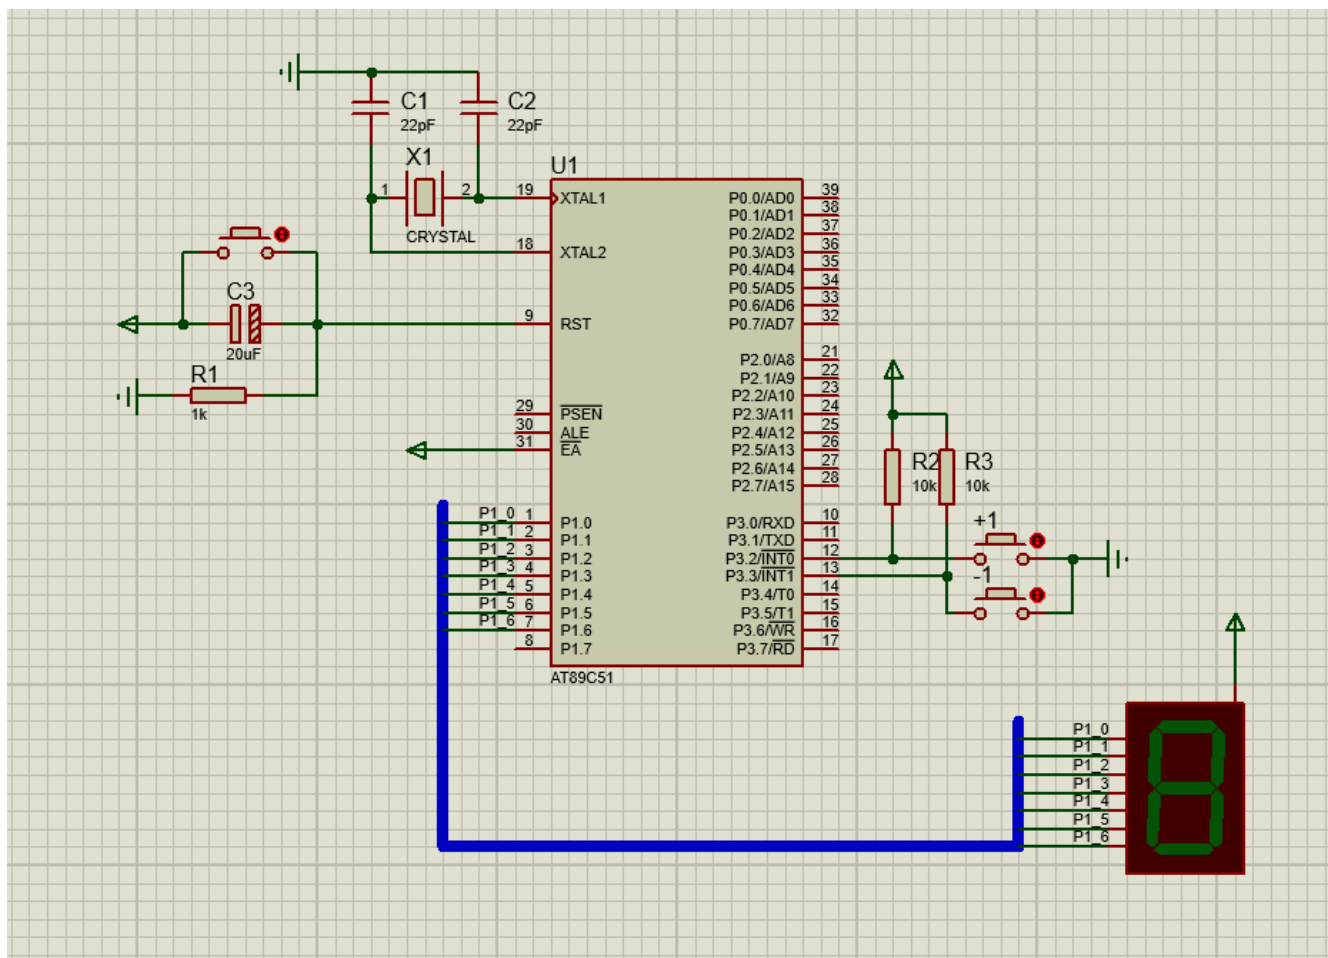 C1
22pF
C2
22pF
X1
1
2
CRYSTAL
U1
19
XTAL1
18
XTAL2
9
RST
29
PSEN
30
ALE
31
EA
P1_0
1
P1.0
P1_1
2
P1.1
P1_2
3
P1.2
P1_3
4
P1.3
P1_4
5
P1.4
P1_5
6
P1.5
P1_6
7
P1.6
8
P1.7
P0.0/AD0
39
P0.1/AD1
38
P0.2/AD2
37
P0.3/AD3
36
P0.4/AD4
35
P0.5/AD5
34
P0.6/AD6
33
P0.7/AD7
32
P2.0/A8
21
P2.1/A9
22
P2.2/A10
23
P2.3/A11
24
P2.4/A12
25
P2.5/A13
26
P2.6/A14
27
P2.7/A15
28
P3.0/RXD
10
P3.1/TXD
11
P3.2/INT0
12
P3.3/INT1
13
P3.4/T0
14
P3.5/T1
15
P3.6/WR
16
P3.7/RD
17
AT89C51
C3
20uF
R1
1k
R2
10k
R3
10k
+1
-1
P1_0
P1_1
P1_2
P1_3
P1_4
P1_5
P1_6